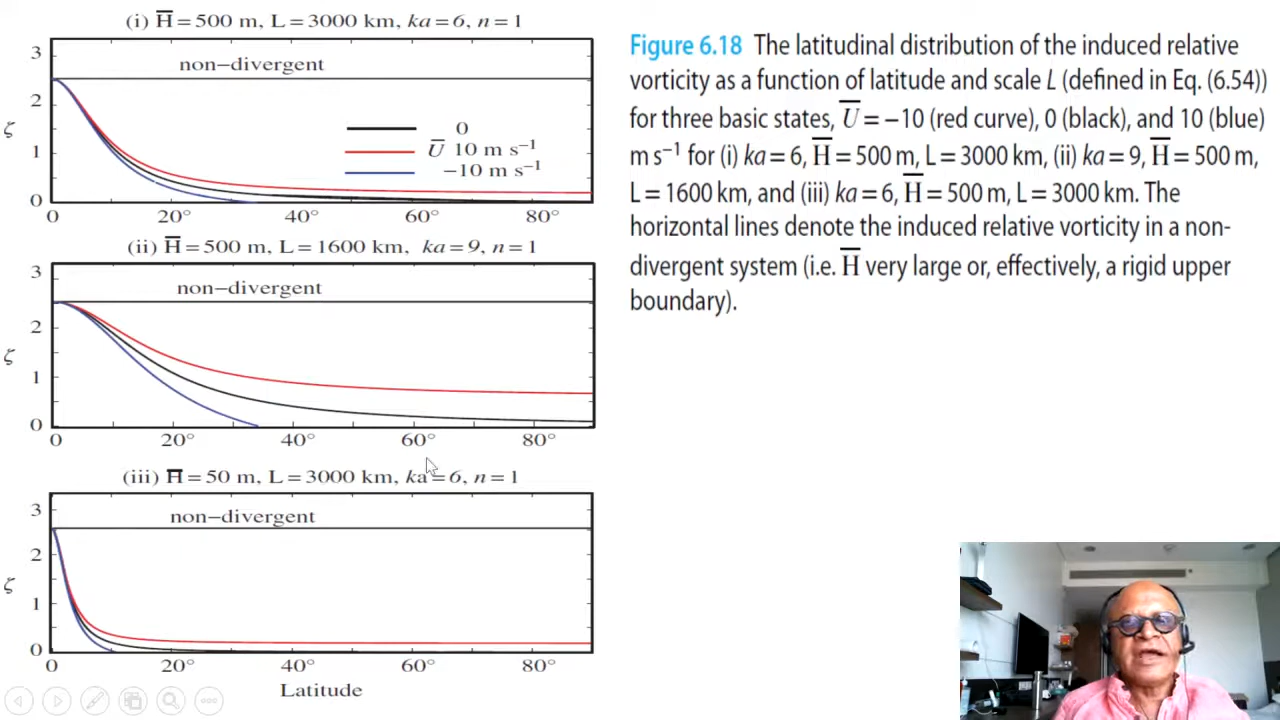 (i) H̅ = 500 m, L = 3000 km, ka = 6, n = 1
3
non−divergent
2
0
ζ
U̅ 10 m s⁻¹
1
−10 m s⁻¹
0
0 20° 40° 60° 80°
(ii) H̅ = 500 m, L = 1600 km, ka = 9, n = 1
3
non−divergent
2
ζ
1
0
0 20° 40° 60° 80°
(iii) H̅ = 50 m, L = 3000 km, ka = 6, n = 1
3
non−divergent
2
ζ
1
0
0 20° 40° 60° 80°
Latitude
Figure 6.18 The latitudinal distribution of the induced relative
vorticity as a function of latitude and scale L (defined in Eq. (6.54))
for three basic states, U̅ = −10 (red curve), 0 (black), and 10 (blue)
m s⁻¹ for (i) ka = 6, H̅ = 500 m, L = 3000 km, (ii) ka = 9, H̅ = 500 m,
L = 1600 km, and (iii) ka = 6, H̅ = 500 m, L = 3000 km. The
horizontal lines denote the induced relative vorticity in a non-
divergent system (i.e. H̅ very large or, effectively, a rigid upper
boundary).